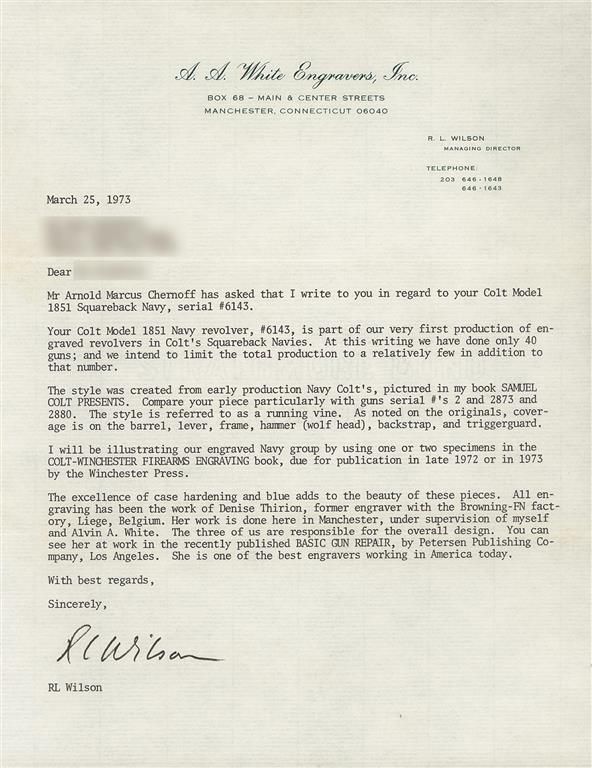 A. A. White Engravers, Inc.
BOX 68 – MAIN & CENTER STREETS
MANCHESTER, CONNECTICUT 06040
R. L. WILSON
MANAGING DIRECTOR
TELEPHONE:
203 646-1648
646-1643
March 25, 1973
Dear
Mr Arnold Marcus Chernoff has asked that I write to you in regard to your Colt Model
1851 Squareback Navy, serial #6143.
Your Colt Model 1851 Navy revolver, #6143, is part of our very first production of en-
graved revolvers in Colt's Squareback Navies. At this writing we have done only 40
guns; and we intend to limit the total production to a relatively few in addition to
that number.
The style was created from early production Navy Colt's, pictured in my book SAMUEL
COLT PRESENTS. Compare your piece particularly with guns serial #'s 2 and 2873 and
2880. The style is referred to as a running vine. As noted on the originals, cover-
age is on the barrel, lever, frame, hammer (wolf head), backstrap, and triggerguard.
I will be illustrating our engraved Navy group by using one or two specimens in the
COLT-WINCHESTER FIREARMS ENGRAVING book, due for publication in late 1972 or in 1973
by the Winchester Press.
The excellence of case hardening and blue adds to the beauty of these pieces. All en-
graving has been the work of Denise Thirion, former engraver with the Browning-FN fact-
ory, Liege, Belgium. Her work is done here in Manchester, under supervision of myself
and Alvin A. White. The three of us are responsible for the overall design. You can
see her at work in the recently published BASIC GUN REPAIR, by Petersen Publishing Co-
mpany, Los Angeles. She is one of the best engravers working in America today.
With best regards,
Sincerely,
RL Wilson
RL Wilson